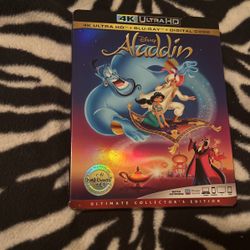 4K ULTRA HD
4K ULTRA HD + BLU-RAY + DIGITAL CODE
Disney
Aladdin
ULTIMATE COLLECTOR'S EDITION